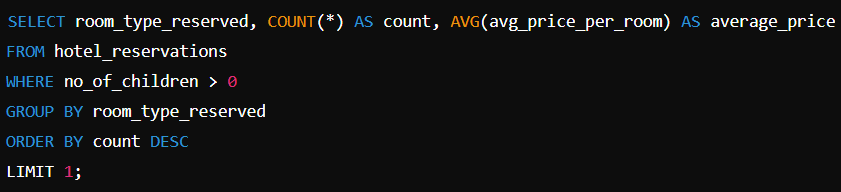 SELECT room_type_reserved, COUNT(*) AS count, AVG(avg_price_per_room) AS average_price
FROM hotel_reservations
WHERE no_of_children > 0
GROUP BY room_type_reserved
ORDER BY count DESC
LIMIT 1;